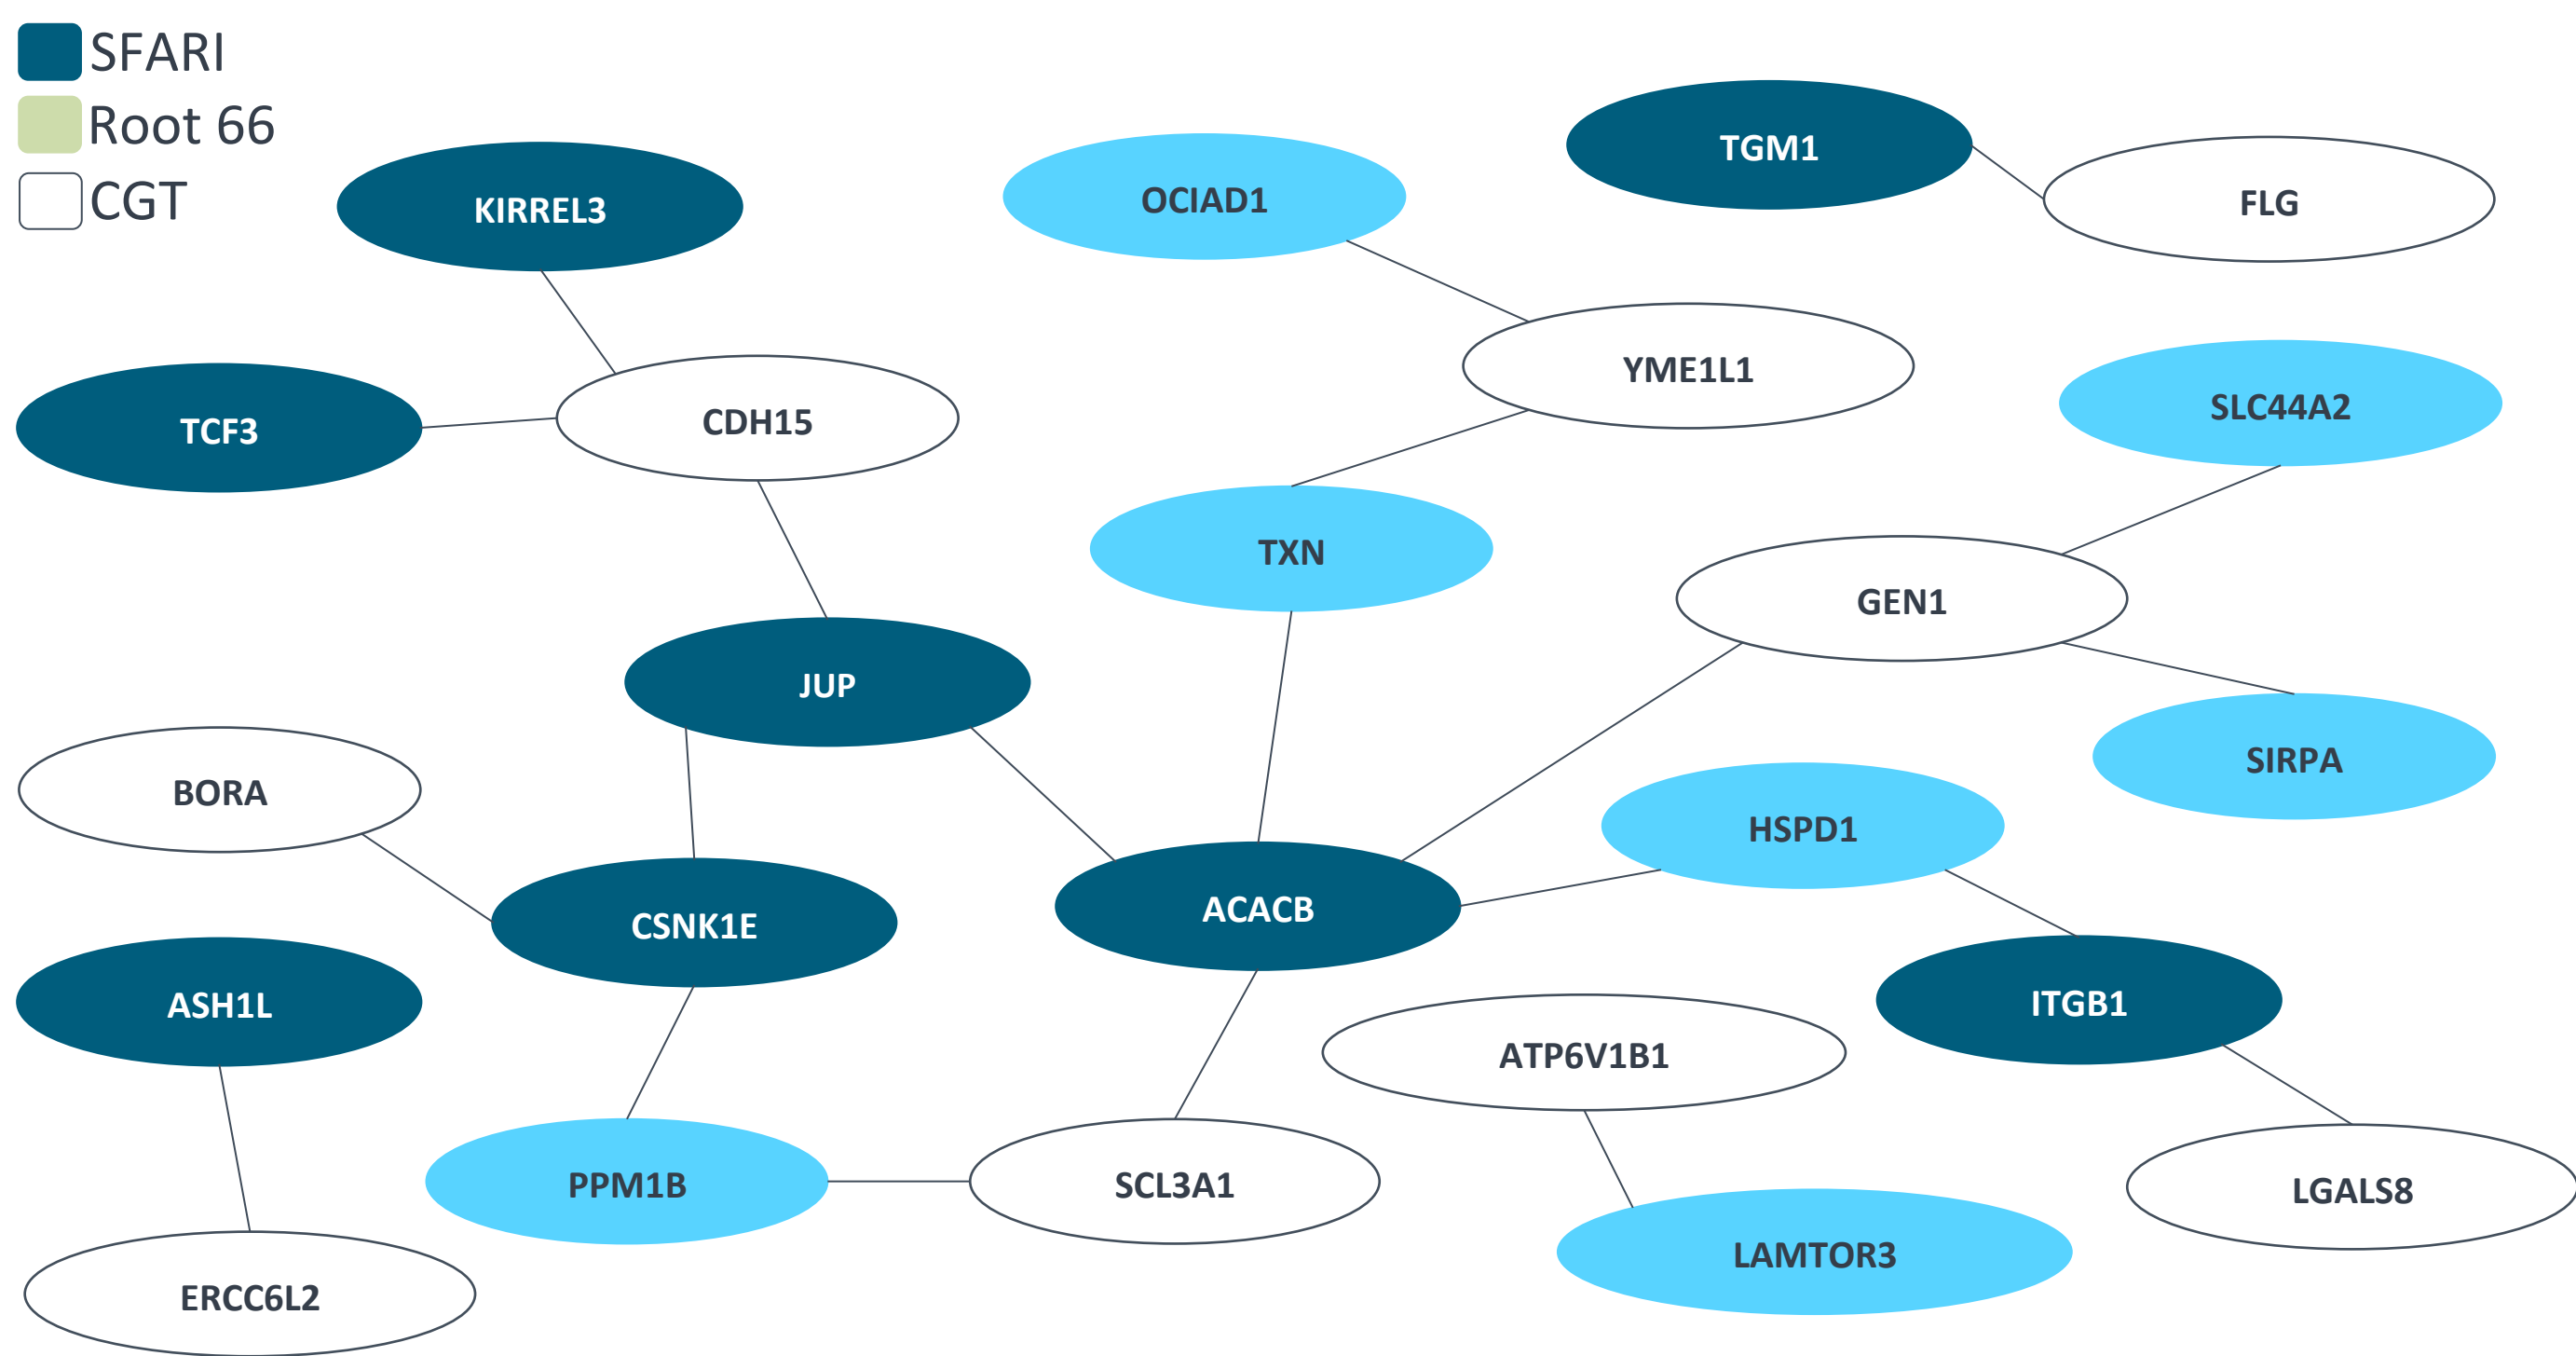 SFARI
Root 66
CGT
TGM1
OCIAD1
FLG
KIRREL3
YME1L1
SLC44A2
CDH15
TCF3
TXN
GEN1
JUP
SIRPA
BORA
HSPD1
ACACB
CSNK1E
ITGB1
ASH1L
ATP6V1B1
PPM1B
SCL3A1
LGALS8
LAMTOR3
ERCC6L2